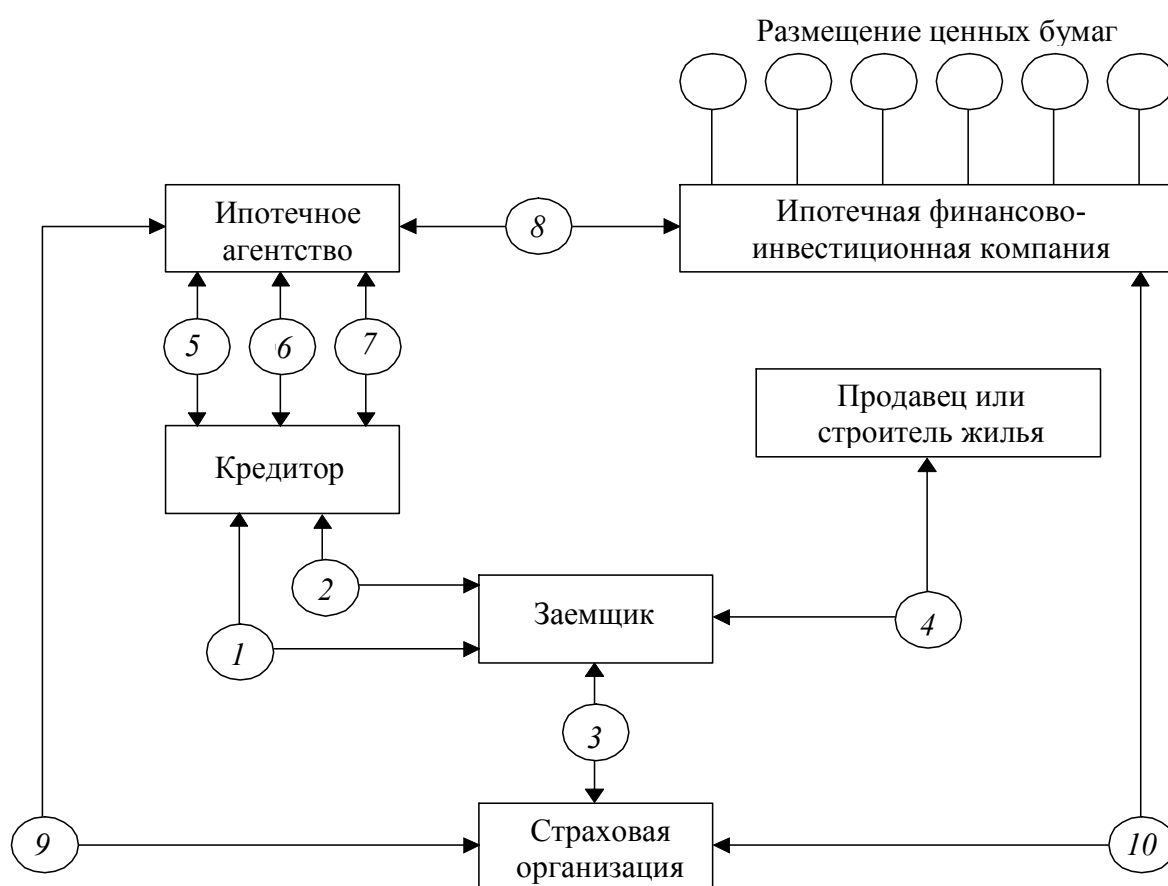 Размещение ценных бумаг
Ипотечное
агентство
8
Ипотечная финансово-
инвестиционная компания
5
6
7
Продавец или
строитель жилья
Кредитор
2
Заемщик
1
4
3
9
Страховая
организация
10